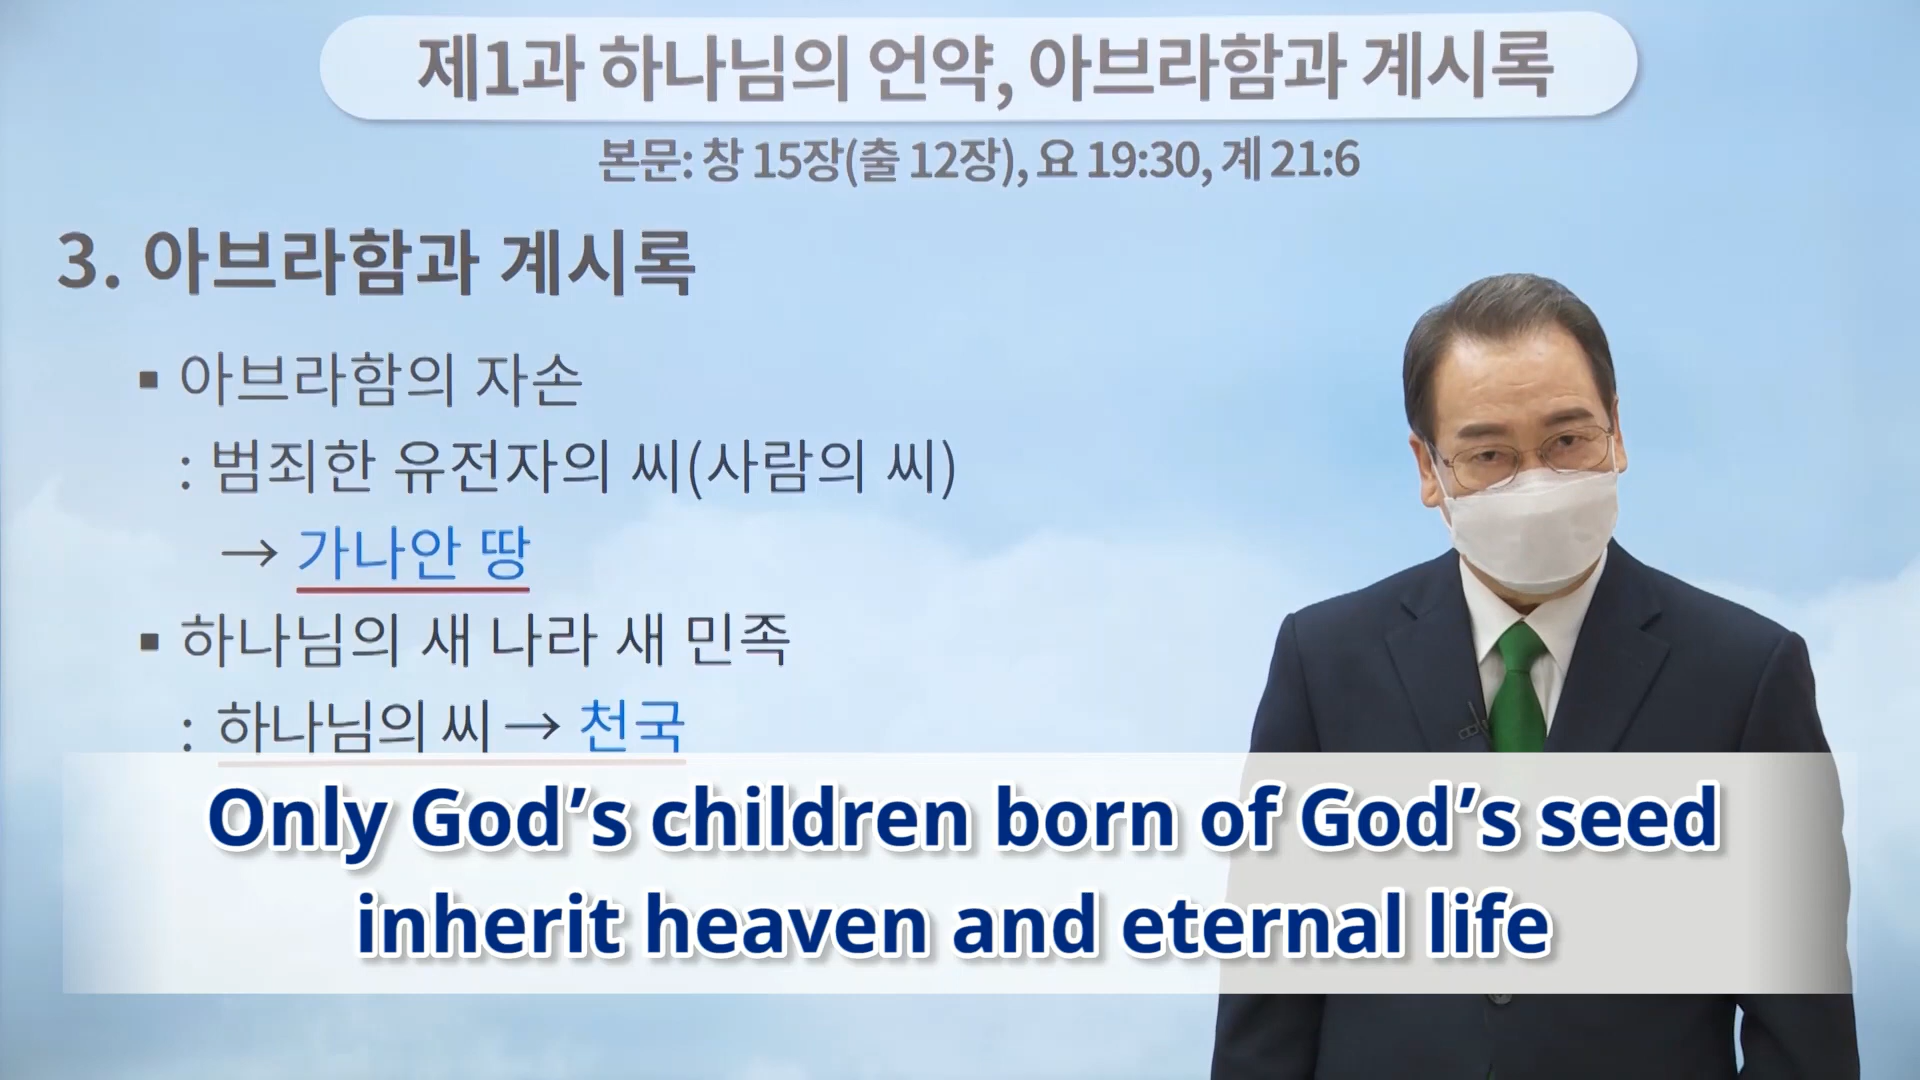 제1과 하나님의 언약, 아브라함과 계시록
본문: 창 15장(출 12장), 요 19:30, 계 21:6
3. 아브라함과 계시록
▪ 아브라함의 자손
: 범죄한 유전자의 씨(사람의 씨)
→ 가나안 땅
▪ 하나님의 새 나라 새 민족
: 하나님의 씨 → 천국
Only God’s children born of God’s seed
inherit heaven and eternal life